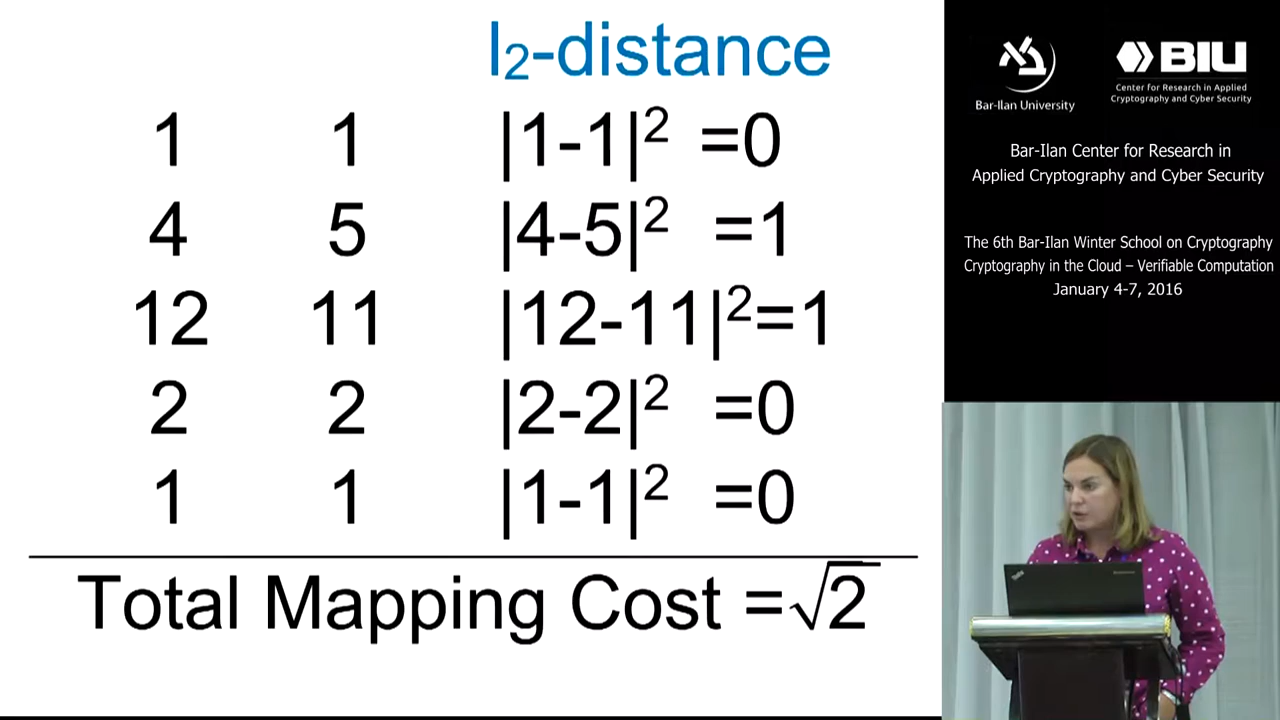 l₂-distance
1 1 |1-1|² =0
4 5 |4-5|² =1
12 11 |12-11|²=1
2 2 |2-2|² =0
1 1 |1-1|² =0
Total Mapping Cost =√2
Bar-Ilan University
BIU
Center for Research in Applied
Cryptography and Cyber Security
Bar-Ilan Center for Research in
Applied Cryptography and Cyber Security
The 6th Bar-Ilan Winter School on Cryptography
Cryptography in the Cloud – Verifiable Computation
January 4-7, 2016
ThinkPad